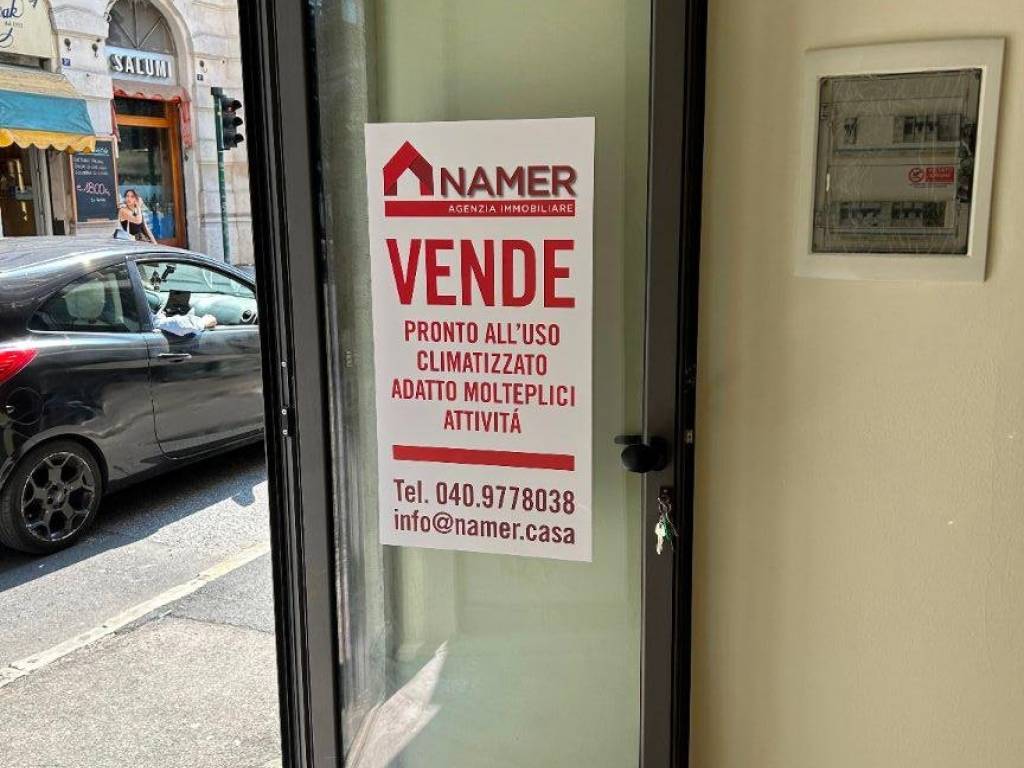 SALUMI
NAMER
AGENZIA IMMOBILIARE
VENDE
PRONTO ALL'USO
CLIMATIZZATO
ADATTO MOLTEPLICI
ATTIVITÁ
Tel. 040.9778038
info@namer.casa